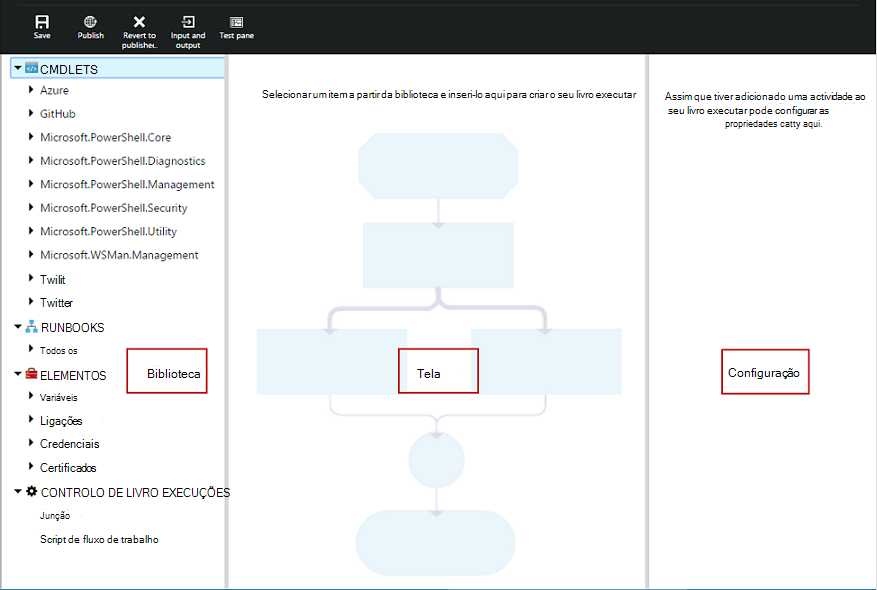 Save
Publish
Revert to
publishe..
Input and
output
Test pane
CMDLETS
Azure
GitHub
Microsoft.PowerShell.Core
Microsoft.PowerShell.Diagnostics
Microsoft.PowerShell.Management
Microsoft.PowerShell.Security
Microsoft.PowerShell.Utility
Microsoft.WSMan.Management
Twilit
Twitter
RUNBOOKS
Todos os
ELEMENTOS
Variáveis
Ligações
Credenciais
Certificados
CONTROLO DE LIVRO EXECUÇÕES
Junção
Script de fluxo de trabalho
Biblioteca
Selecionar um item a partir da biblioteca e inseri-lo aqui para criar o seu livro executar
Tela
Assim que tiver adicionado uma actividade ao
seu livro executar pode configurar as
propriedades catty aqui.
Configuração